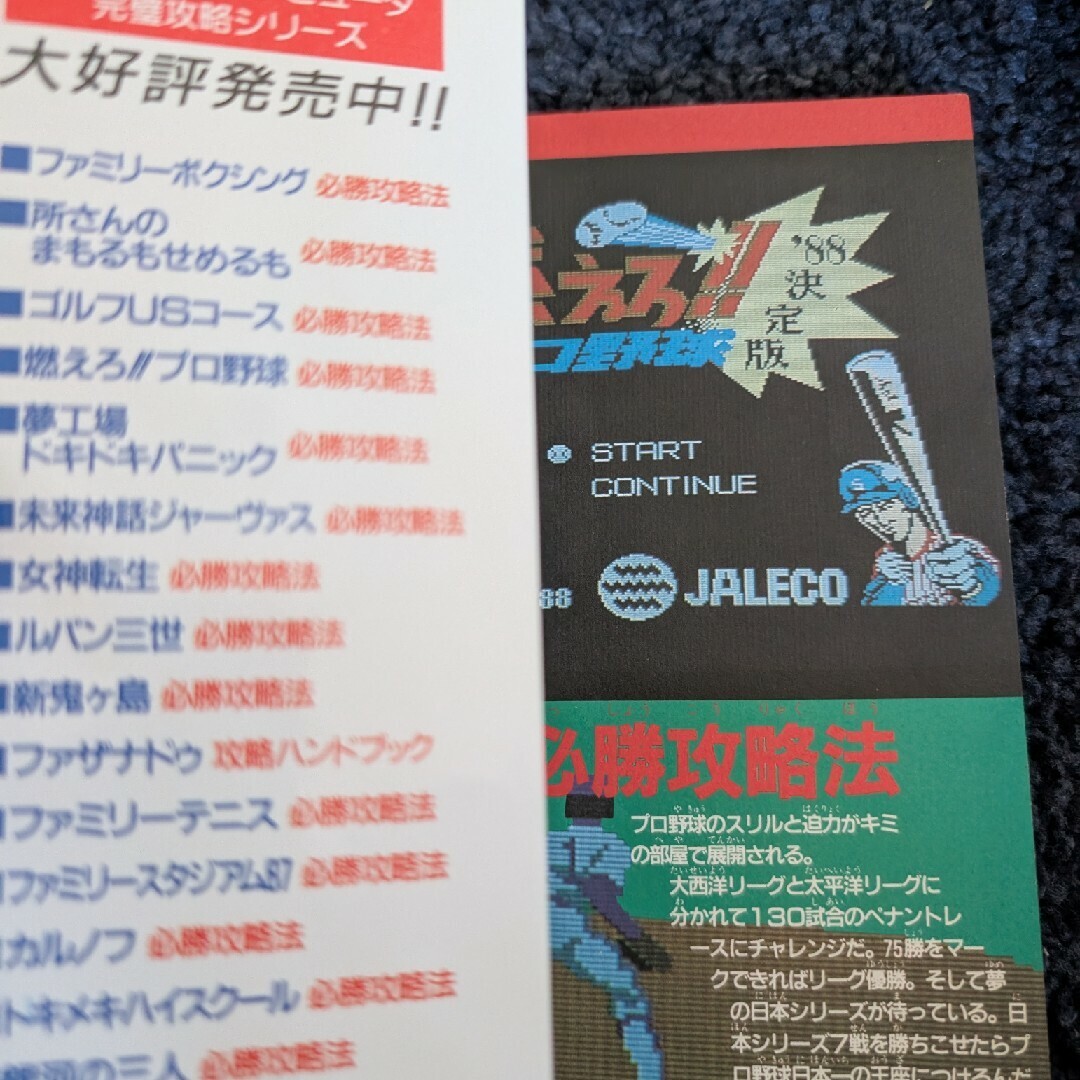 完璧攻略シリーズ
大好評発売中!!
■ファミリーボクシング 必勝攻略法
■所さんの
まもるもせめるも 必勝攻略法
■ゴルフUSコース 必勝攻略法
■燃えろ!!プロ野球 必勝攻略法
■夢工場
ドキドキパニック 必勝攻略法
■未来神話ジャーヴァス 必勝攻略法
■女神転生 必勝攻略法
■ルパン三世 必勝攻略法
■新鬼ヶ島 必勝攻略法
■ファザナドゥ 攻略ハンドブック
■ファミリーテニス 必勝攻略法
■ファミリースタジアム87 必勝攻略法
■カルノフ 必勝攻略法
■トキメキハイスクール 必勝攻略法
の三人 必勝攻略法
えろ!!
'88
決定版
野球
START
CONTINUE
88 JALECO
必勝攻略法
プロ野球のスリルと迫力がキミ
の部屋で展開される。
大西洋リーグと太平洋リーグに
分かれて130試合のペナントレ
ースにチャレンジだ。75勝をマー
クできればリーグ優勝。そして夢
の日本シリーズが待っている。日
本シリーズ7戦を勝ちこせたらプ
ロ野球日本一の王座につけるんだ